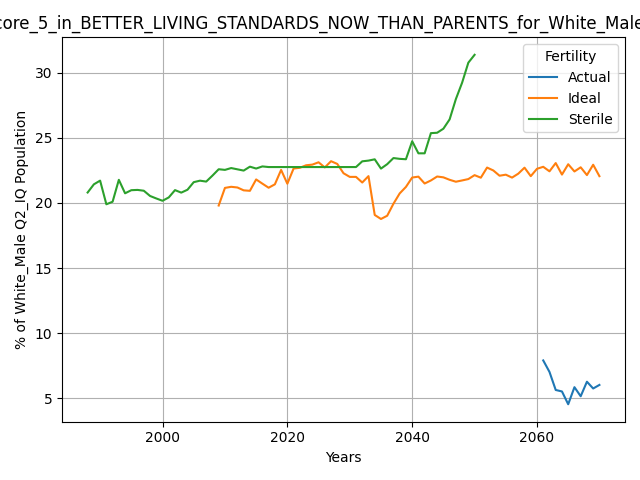 core_5_in_BETTER_LIVING_STANDARDS_NOW_THAN_PARENTS_for_White_Male
Fertility
Actual
Ideal
Sterile
% of White_Male Q2_IQ Population
30
25
20
15
10
5
2000
2020
2040
2060
Years